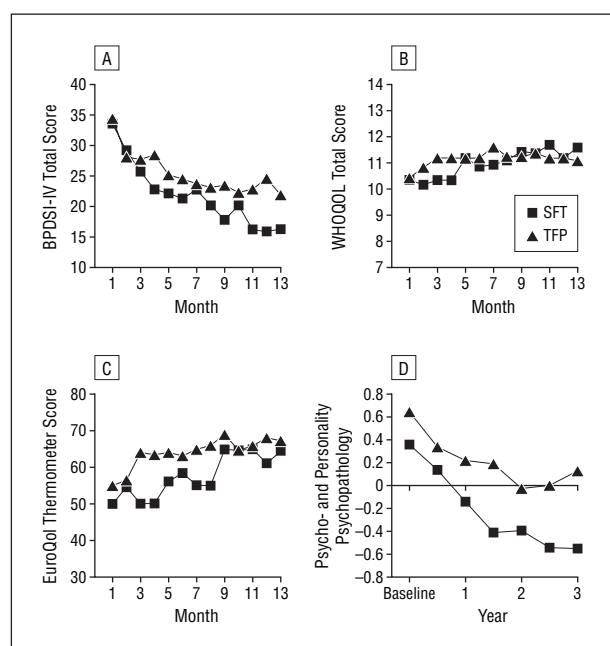 A
BPDSI-IV Total Score
40
35
30
25
20
15
10
1 3 5 7 9 11 13
Month
B
WHOQOL Total Score
14
13
12
11
10
9
8
7
1 3 5 7 9 11 13
Month
SFT
TFP
C
EuroQol Thermometer Score
80
70
60
50
40
30
1 3 5 7 9 11 13
Month
D
Psycho- and Personality
Psychopathology
0.8
0.6
0.4
0.2
0
−0.2
−0.4
−0.6
−0.8
Baseline 1 2 3
Year